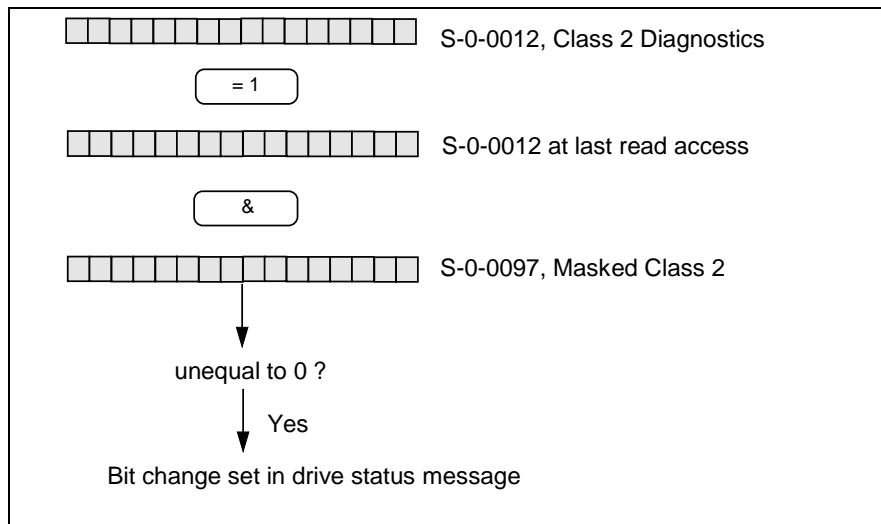 S-0-0012, Class 2 Diagnostics
= 1
S-0-0012 at last read access
&
S-0-0097, Masked Class 2
unequal to 0 ?
Yes
Bit change set in drive status message